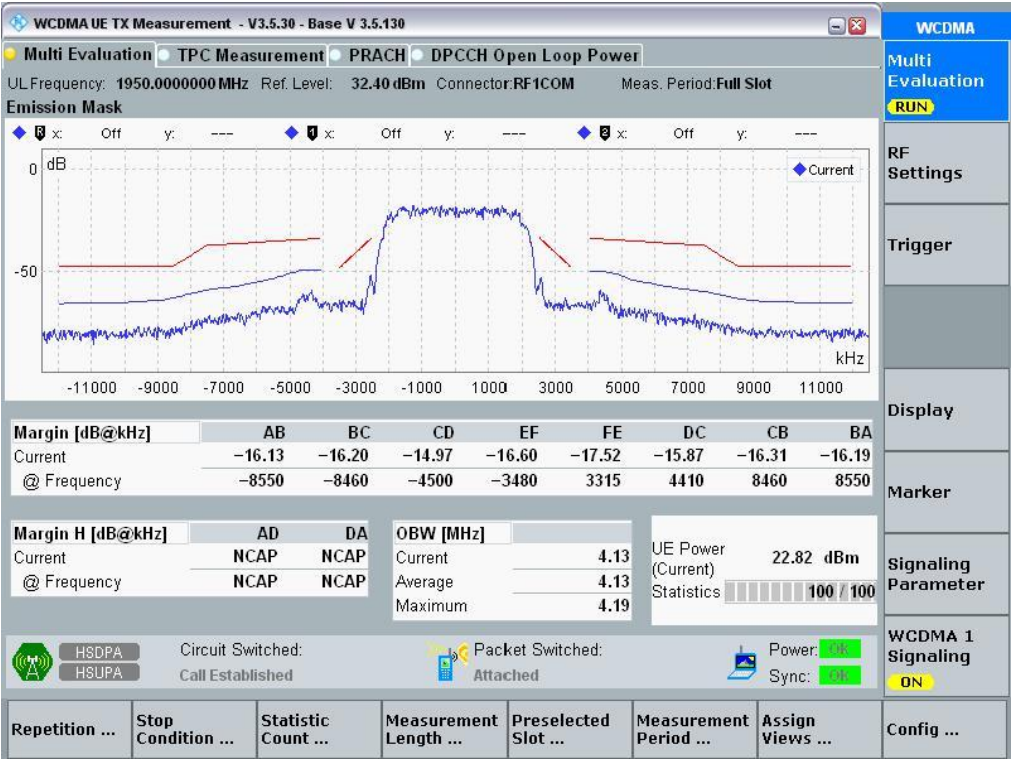 WCDMA UE TX Measurement - V3.5.30 - Base V 3.5.130
WCDMA
Multi Evaluation TPC Measurement PRACH DPCCH Open Loop Power
Multi
Evaluation
RUN
UL Frequency: 1950.0000000 MHz Ref. Level: 32.40 dBm Connector:RF1COM Meas. Period:Full Slot
Emission Mask
R x: Off y: --- 1 x: Off y: --- 2 x: Off y: ---
RF
Settings
0 dB
Current
Trigger
-50
kHz
-11000 -9000 -7000 -5000 -3000 -1000 1000 3000 5000 7000 9000 11000
Display
Margin [dB@kHz] AB BC CD EF FE DC CB BA
Current −16.13 −16.20 −14.97 −16.60 −17.52 −15.87 −16.31 −16.19
@ Frequency −8550 −8460 −4500 −3480 3315 4410 8460 8550
Marker
Margin H [dB@kHz] AD DA
Current NCAP NCAP
@ Frequency NCAP NCAP
OBW [MHz]
Current 4.13
Average 4.13
Maximum 4.19
UE Power
(Current) 22.82 dBm
Statistics 100 / 100
Signaling
Parameter
HSDPA
HSUPA
Circuit Switched:
Call Established
Packet Switched:
Attached
Power: OK
Sync: OK
WCDMA 1
Signaling
ON
Repetition ...
Stop
Condition ...
Statistic
Count ...
Measurement
Length ...
Preselected
Slot ...
Measurement
Period ...
Assign
Views ...
Config ...